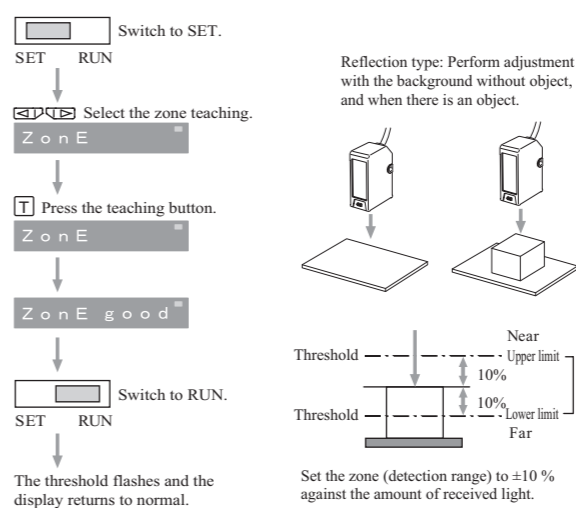 Switch to SET.
SET RUN
Select the zone teaching.
ZonE
T Press the teaching button.
ZonE
ZonE good
Switch to RUN.
SET RUN
The threshold flashes and the
display returns to normal.
Reflection type: Perform adjustment
with the background without object,
and when there is an object.
Near
Threshold Upper limit
10%
10%
Threshold Lower limit
Far
Set the zone (detection range) to ±10 %
against the amount of received light.